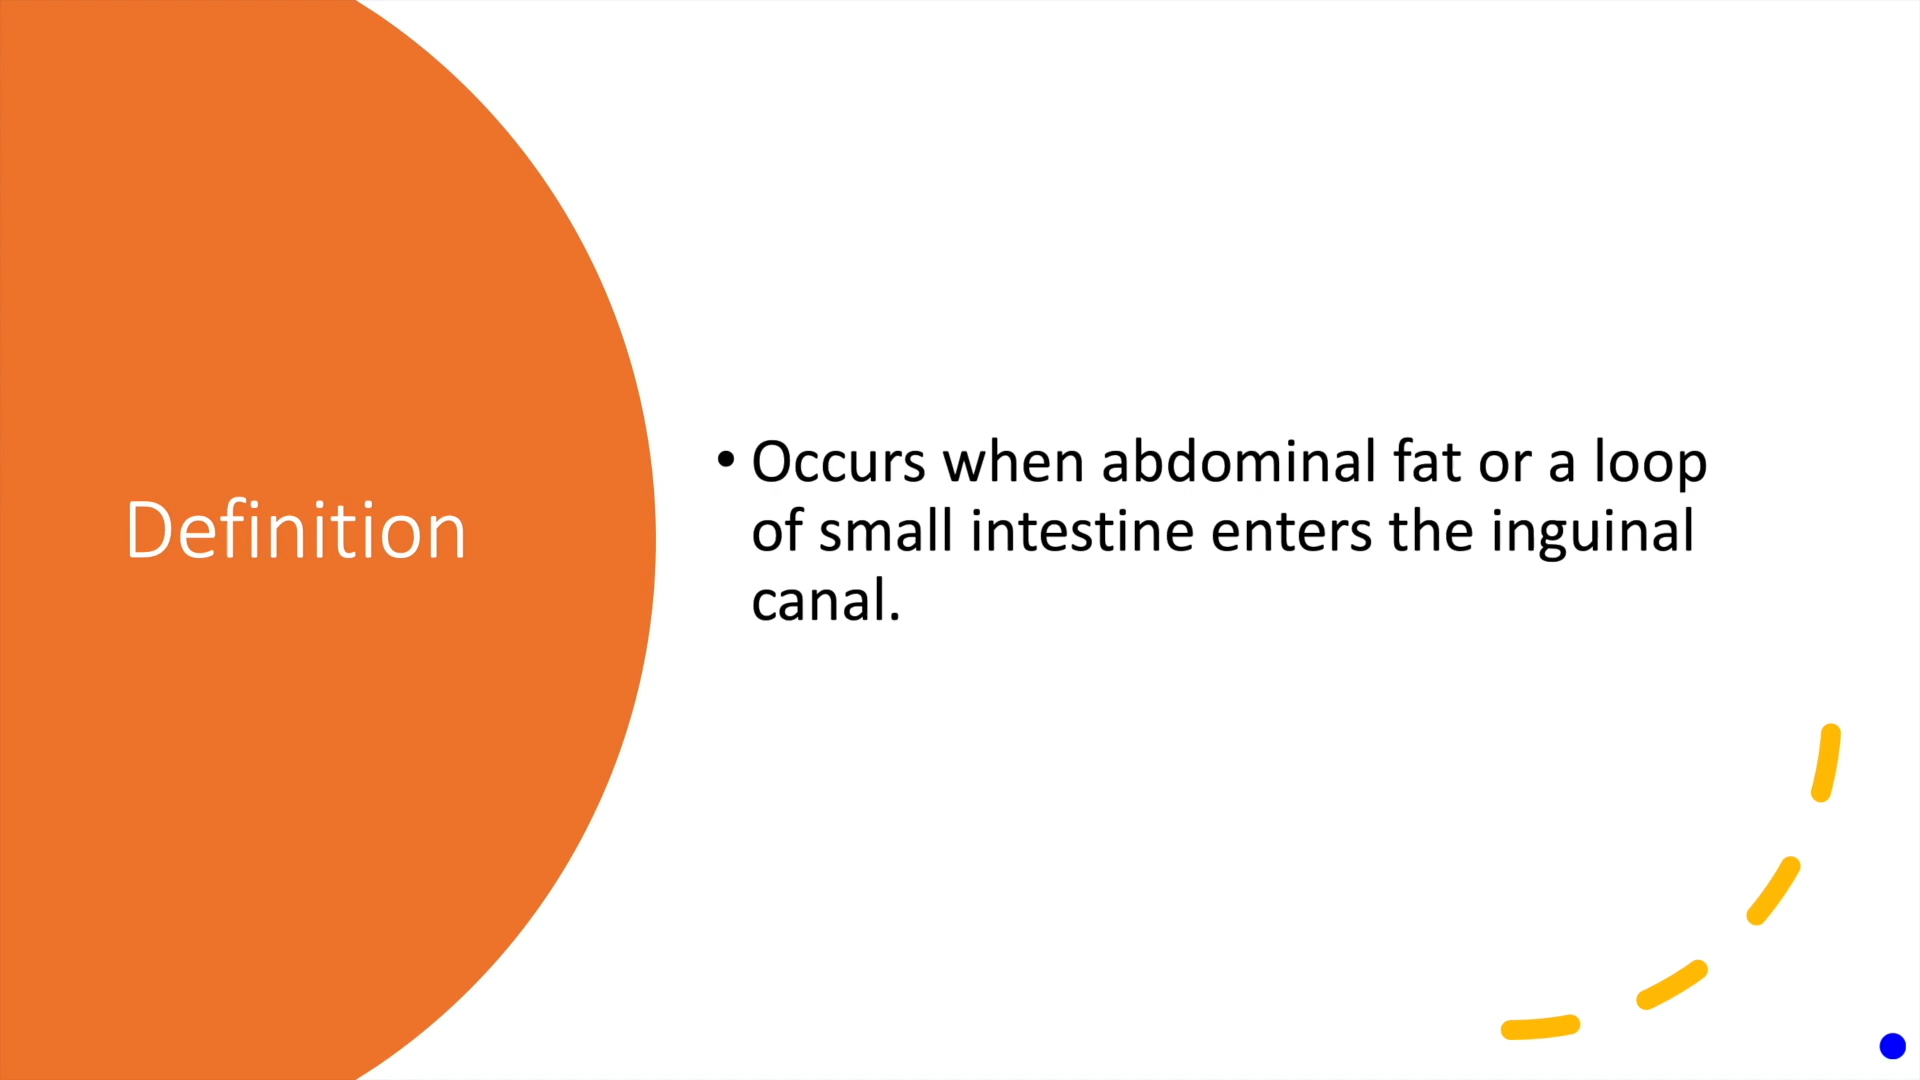 Definition
• Occurs when abdominal fat or a loop
of small intestine enters the inguinal
canal.